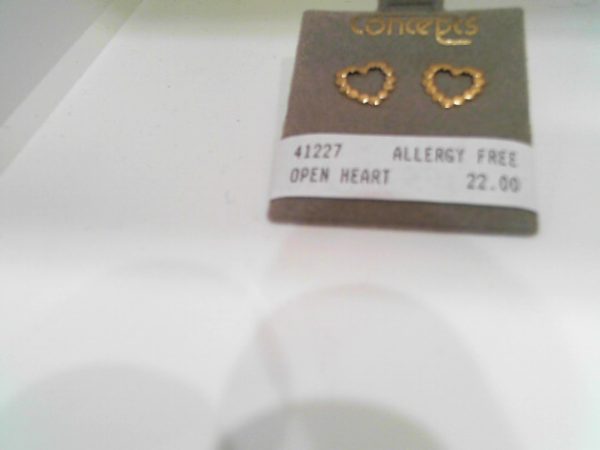 Concepts
41227 ALLERGY FREE
OPEN HEART 22.00